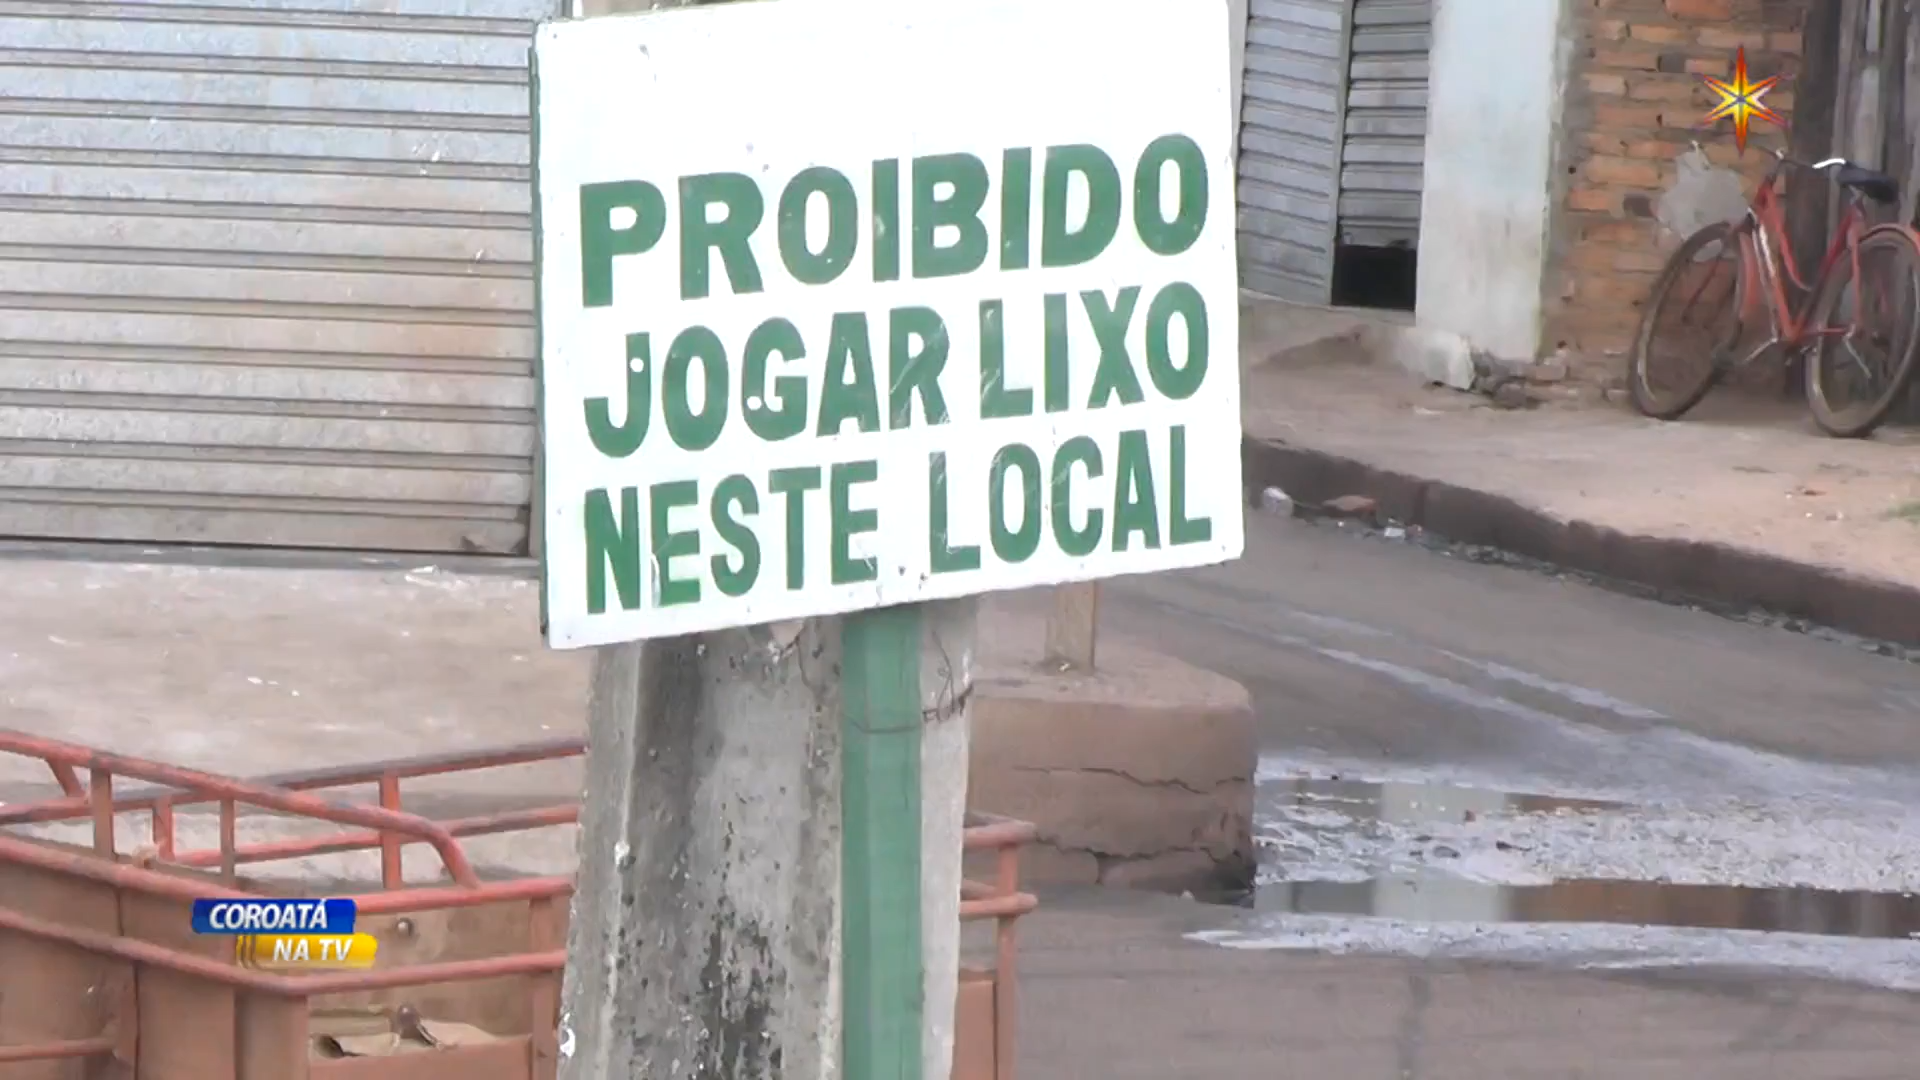 PROIBIDO
JOGAR LIXO
NESTE LOCAL
COROATÁ
NA TV